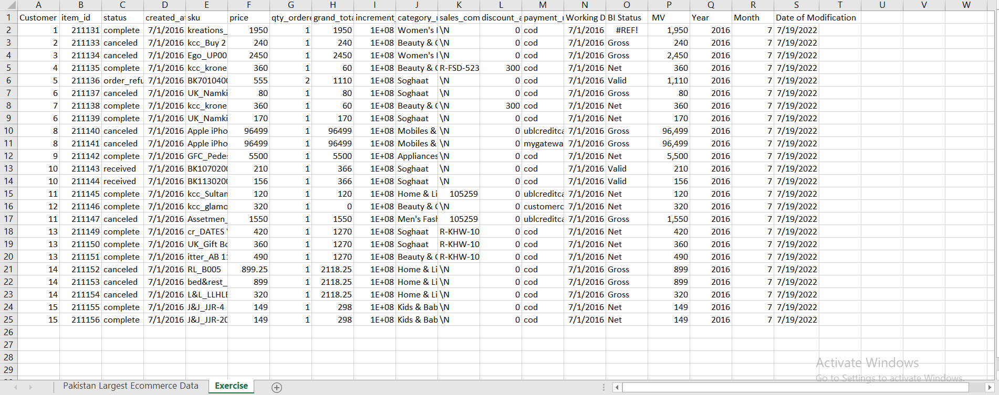 A B C D E F G H I J K L M N O P Q R S T U V W
1 Customer item_id status created_at sku price qty_ordere grand_tota increment_ category_r sales_com discount_a payment_r Working D BI Status MV Year Month Date of Modification
2 1 211131 complete 7/1/2016 kreations_ 1950 1 1950 1E+08 Women's F \N 0 cod 7/1/2016 #REF! 1,950 2016 7 7/19/2022
3 2 211133 canceled 7/1/2016 kcc_Buy 2 240 1 240 1E+08 Beauty & G \N 0 cod 7/1/2016 Gross 240 2016 7 7/19/2022
4 3 211134 canceled 7/1/2016 Ego_UP00 2450 1 2450 1E+08 Women's F \N 0 cod 7/1/2016 Gross 2,450 2016 7 7/19/2022
5 4 211135 complete 7/1/2016 kcc_krone 360 1 60 1E+08 Beauty & G R-FSD-523 300 cod 7/1/2016 Net 360 2016 7 7/19/2022
6 5 211136 order_refu 7/1/2016 BK7010400 555 2 1110 1E+08 Soghaat \N 0 cod 7/1/2016 Valid 1,110 2016 7 7/19/2022
7 6 211137 canceled 7/1/2016 UK_Namki 80 1 80 1E+08 Soghaat \N 0 cod 7/1/2016 Gross 80 2016 7 7/19/2022
8 7 211138 complete 7/1/2016 kcc_krone 360 1 60 1E+08 Beauty & G \N 300 cod 7/1/2016 Net 360 2016 7 7/19/2022
9 6 211139 complete 7/1/2016 UK_Namki 170 1 170 1E+08 Soghaat \N 0 cod 7/1/2016 Net 170 2016 7 7/19/2022
10 8 211140 canceled 7/1/2016 Apple iPho 96499 1 96499 1E+08 Mobiles & \N 0 ublcreditca 7/1/2016 Gross 96,499 2016 7 7/19/2022
11 8 211141 canceled 7/1/2016 Apple iPho 96499 1 96499 1E+08 Mobiles & \N 0 mygatewa 7/1/2016 Gross 96,499 2016 7 7/19/2022
12 9 211142 complete 7/1/2016 GFC_Pedes 5500 1 5500 1E+08 Appliances \N 0 cod 7/1/2016 Net 5,500 2016 7 7/19/2022
13 10 211143 received 7/1/2016 BK1070200 210 1 366 1E+08 Soghaat \N 0 cod 7/1/2016 Valid 210 2016 7 7/19/2022
14 10 211144 received 7/1/2016 BK1130200 156 1 366 1E+08 Soghaat \N 0 cod 7/1/2016 Valid 156 2016 7 7/19/2022
15 11 211145 complete 7/1/2016 kcc_Sultan 120 1 120 1E+08 Home & Li 105259 0 ublcreditca 7/1/2016 Net 120 2016 7 7/19/2022
16 12 211146 complete 7/1/2016 kcc_glamo 320 1 0 1E+08 Beauty & G \N 0 customerc 7/1/2016 Net 320 2016 7 7/19/2022
17 11 211147 canceled 7/1/2016 Assetmen_ 1550 1 1550 1E+08 Men's Fash 105259 0 ublcreditca 7/1/2016 Gross 1,550 2016 7 7/19/2022
18 13 211149 complete 7/1/2016 cr_DATES 420 1 1270 1E+08 Soghaat R-KHW-10 0 cod 7/1/2016 Net 420 2016 7 7/19/2022
19 13 211150 complete 7/1/2016 UK_Gift Bo 360 1 1270 1E+08 Soghaat R-KHW-10 0 cod 7/1/2016 Net 360 2016 7 7/19/2022
20 13 211151 complete 7/1/2016 itter_AB 11 490 1 1270 1E+08 Beauty & G R-KHW-10 0 cod 7/1/2016 Net 490 2016 7 7/19/2022
21 14 211152 canceled 7/1/2016 RL_B005 899.25 1 2118.25 1E+08 Home & Li \N 0 cod 7/1/2016 Gross 899 2016 7 7/19/2022
22 14 211153 canceled 7/1/2016 bed&rest_ 899 1 2118.25 1E+08 Home & Li \N 0 cod 7/1/2016 Gross 899 2016 7 7/19/2022
23 14 211154 canceled 7/1/2016 L&L_LLHLE 320 1 2118.25 1E+08 Home & Li \N 0 cod 7/1/2016 Gross 320 2016 7 7/19/2022
24 15 211155 complete 7/1/2016 J&J_JJR-4 149 1 298 1E+08 Kids & Bab \N 0 cod 7/1/2016 Net 149 2016 7 7/19/2022
25 15 211156 complete 7/1/2016 J&J_JJR-20 149 1 298 1E+08 Kids & Bab \N 0 cod 7/1/2016 Net 149 2016 7 7/19/2022
26
27
28
29
Activate Windows
Go to Settings to activate Windows.
Pakistan Largest Ecommerce Data Exercise